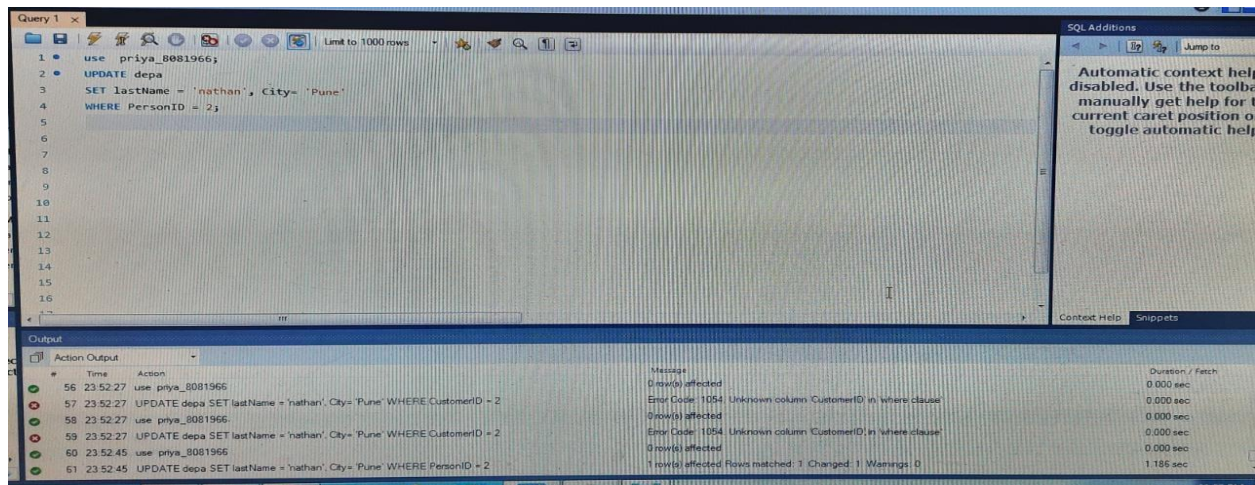 Query 1 ×
Limit to 1000 rows
1 use priya_8081966;
2 UPDATE depa
3 SET lastName = 'nathan', City= 'Pune'
4 WHERE PersonID = 2;
5
6
7
8
9
10
11
12
13
14
15
16
SQL Additions
Jump to
Automatic context help
disabled. Use the toolba
manually get help for t
current caret position o
toggle automatic help
Context Help Snippets
Output
Action Output
# Time Action Message Duration / Fetch
56 23:52:27 use priya_8081966 0 row(s) affected 0.000 sec
57 23:52:27 UPDATE depa SET lastName = 'nathan', City= 'Pune' WHERE CustomerID = 2 Error Code: 1054. Unknown column 'CustomerID' in 'where clause' 0.000 sec
58 23:52:27 use priya_8081966 0 row(s) affected 0.000 sec
59 23:52:27 UPDATE depa SET lastName = 'nathan', City= 'Pune' WHERE CustomerID = 2 Error Code: 1054. Unknown column 'CustomerID' in 'where clause' 0.000 sec
60 23:52:45 use priya_8081966 0 row(s) affected 0.000 sec
61 23:52:45 UPDATE depa SET lastName = 'nathan', City= 'Pune' WHERE PersonID = 2 1 row(s) affected Rows matched: 1 Changed: 1 Warnings: 0 1.186 sec